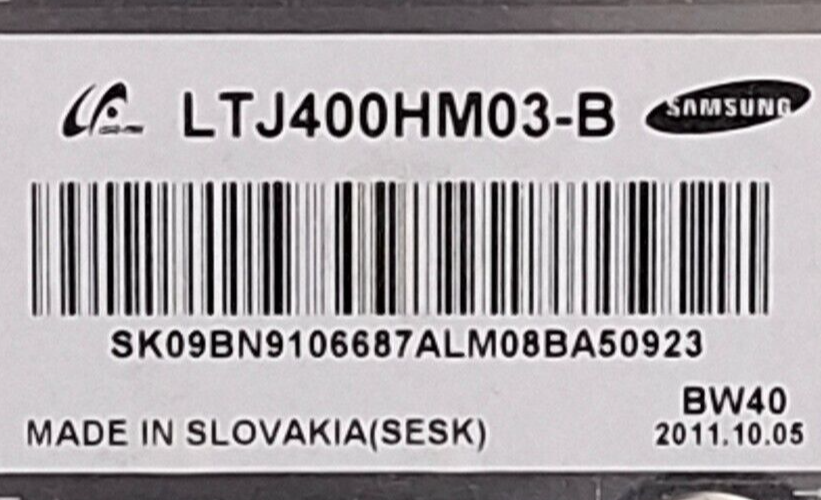 LTJ400HM03-B SAMSUNG
SK09BN9106687ALM08BA50923
BW40
MADE IN SLOVAKIA(SESK) 2011.10.05